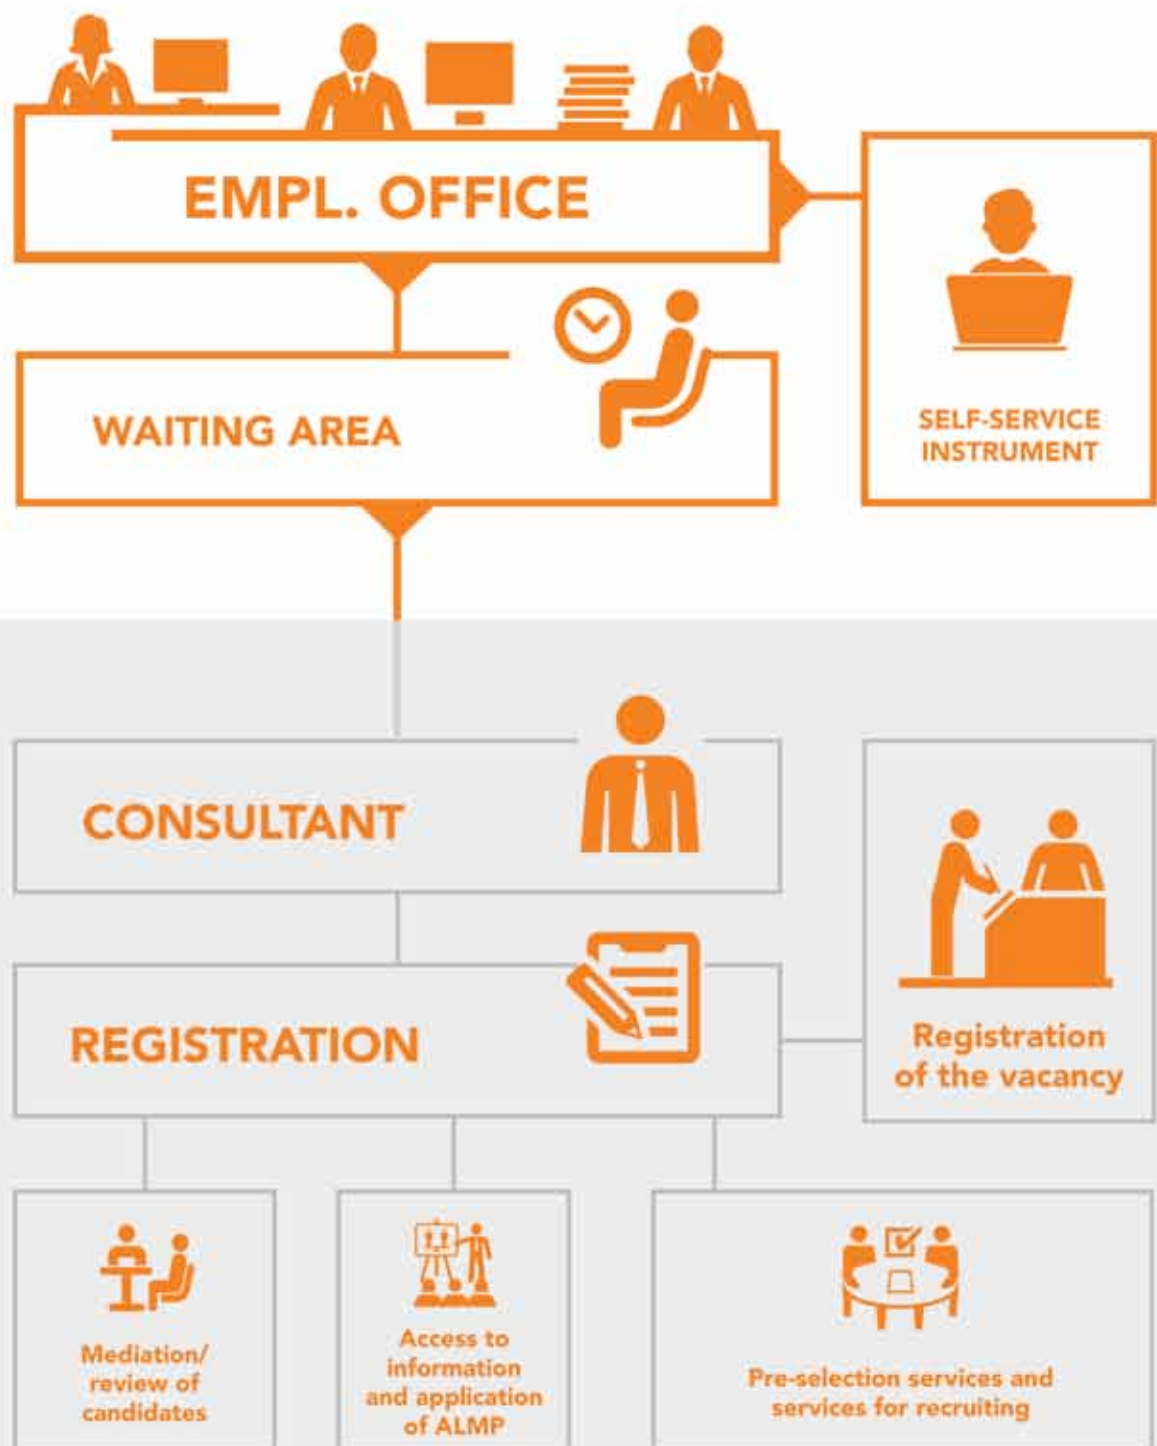 EMPL. OFFICE
SELF-SERVICE
INSTRUMENT
WAITING AREA
CONSULTANT
REGISTRATION
Registration
of the vacancy
Mediation/
review of
candidates
Access to
information
and application
of ALMP
Pre-selection services and
services for recruiting